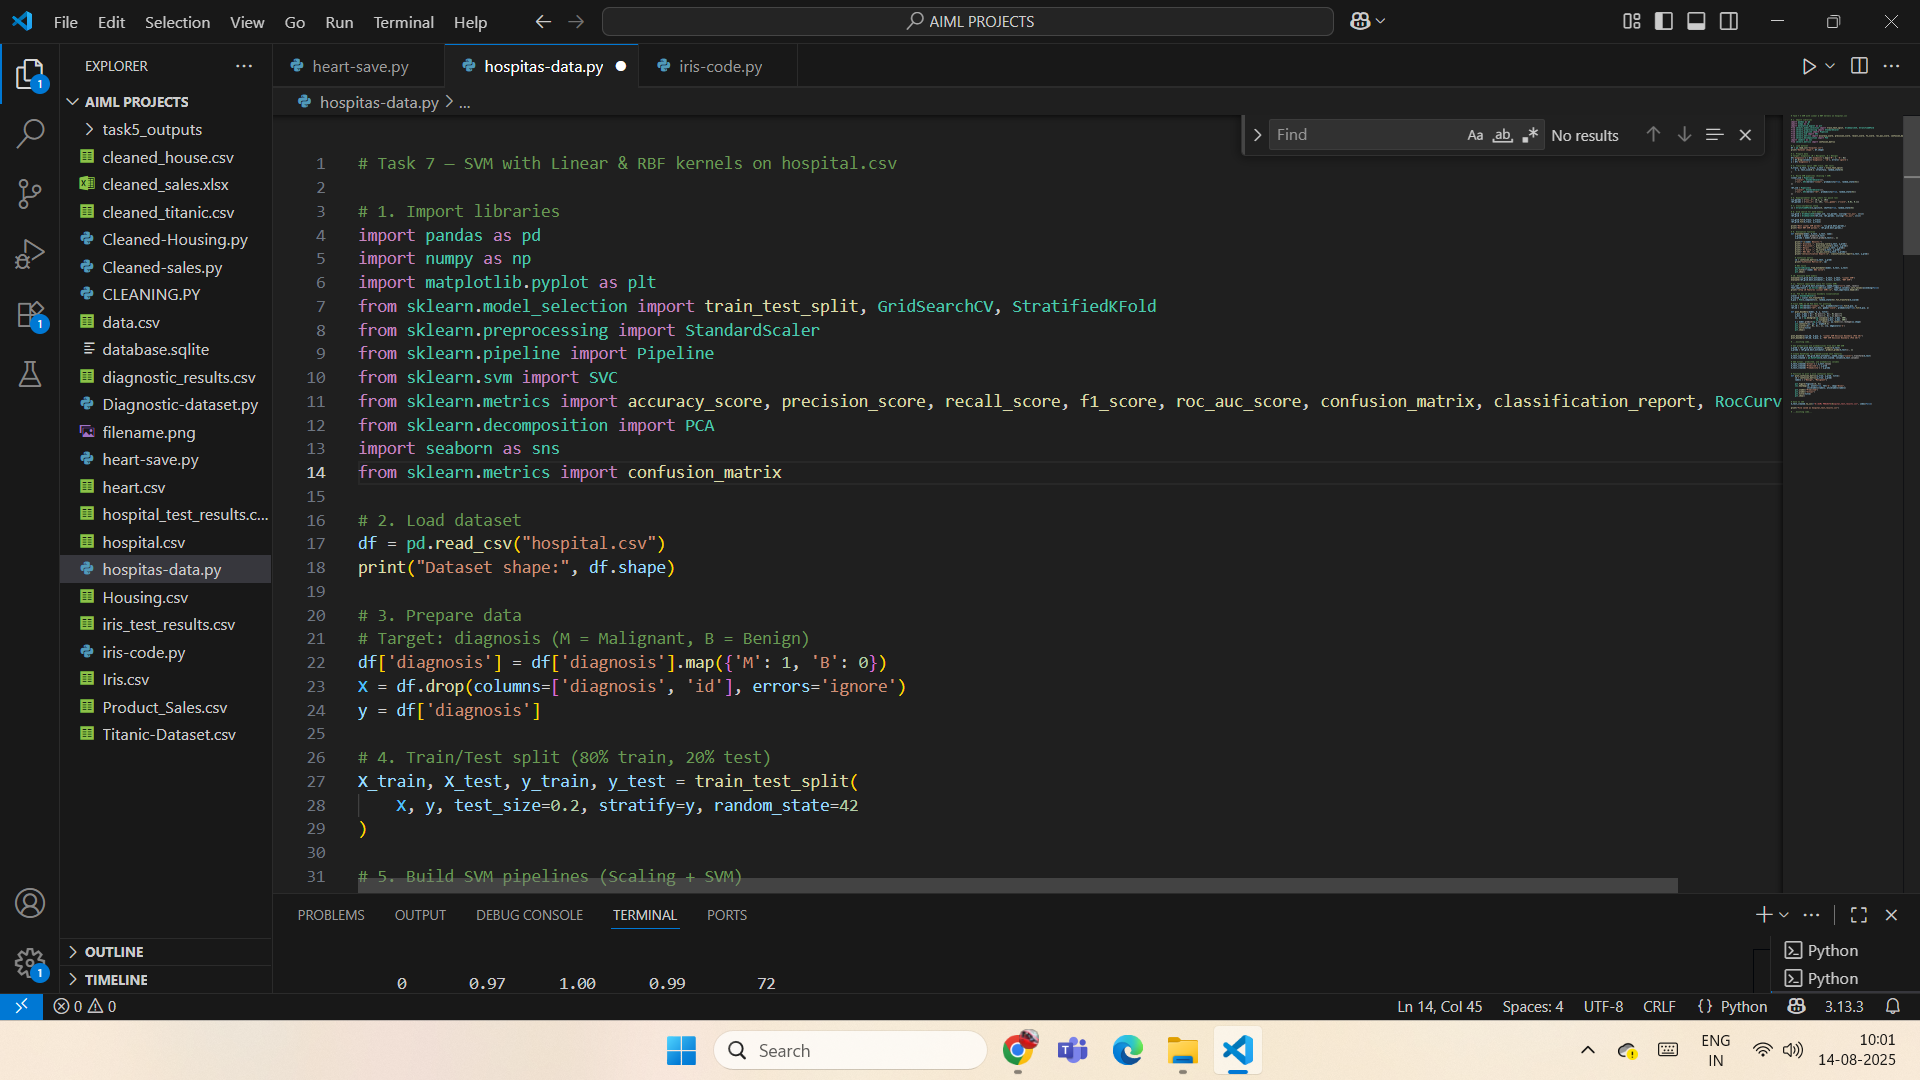 File Edit Selection View Go Run Terminal Help
AIML PROJECTS
EXPLORER
AIML PROJECTS
task5_outputs
cleaned_house.csv
cleaned_sales.xlsx
cleaned_titanic.csv
Cleaned-Housing.py
Cleaned-sales.py
CLEANING.PY
data.csv
database.sqlite
diagnostic_results.csv
Diagnostic-dataset.py
filename.png
heart-save.py
heart.csv
hospital_test_results.c...
hospital.csv
hospitas-data.py
Housing.csv
iris_test_results.csv
iris-code.py
Iris.csv
Product_Sales.csv
Titanic-Dataset.csv
OUTLINE
TIMELINE
1
1
1
heart-save.py hospitas-data.py iris-code.py
hospitas-data.py > ...
Find Aa ab .* No results
1 # Task 7 — SVM with Linear & RBF kernels on hospital.csv
2
3 # 1. Import libraries
4 import pandas as pd
5 import numpy as np
6 import matplotlib.pyplot as plt
7 from sklearn.model_selection import train_test_split, GridSearchCV, StratifiedKFold
8 from sklearn.preprocessing import StandardScaler
9 from sklearn.pipeline import Pipeline
10 from sklearn.svm import SVC
11 from sklearn.metrics import accuracy_score, precision_score, recall_score, f1_score, roc_auc_score, confusion_matrix, classification_report, RocCurv
12 from sklearn.decomposition import PCA
13 import seaborn as sns
14 from sklearn.metrics import confusion_matrix
15
16 # 2. Load dataset
17 df = pd.read_csv("hospital.csv")
18 print("Dataset shape:", df.shape)
19
20 # 3. Prepare data
21 # Target: diagnosis (M = Malignant, B = Benign)
22 df['diagnosis'] = df['diagnosis'].map({'M': 1, 'B': 0})
23 X = df.drop(columns=['diagnosis', 'id'], errors='ignore')
24 y = df['diagnosis']
25
26 # 4. Train/Test split (80% train, 20% test)
27 X_train, X_test, y_train, y_test = train_test_split(
28 X, y, test_size=0.2, stratify=y, random_state=42
29 )
30
31 # 5. Build SVM pipelines (Scaling + SVM)
PROBLEMS OUTPUT DEBUG CONSOLE TERMINAL PORTS
0 0.97 1.00 0.99 72
Python
Python
0 0 Ln 14, Col 45 Spaces: 4 UTF-8 CRLF {} Python 3.13.3
Search
ENG
IN
10:01
14-08-2025